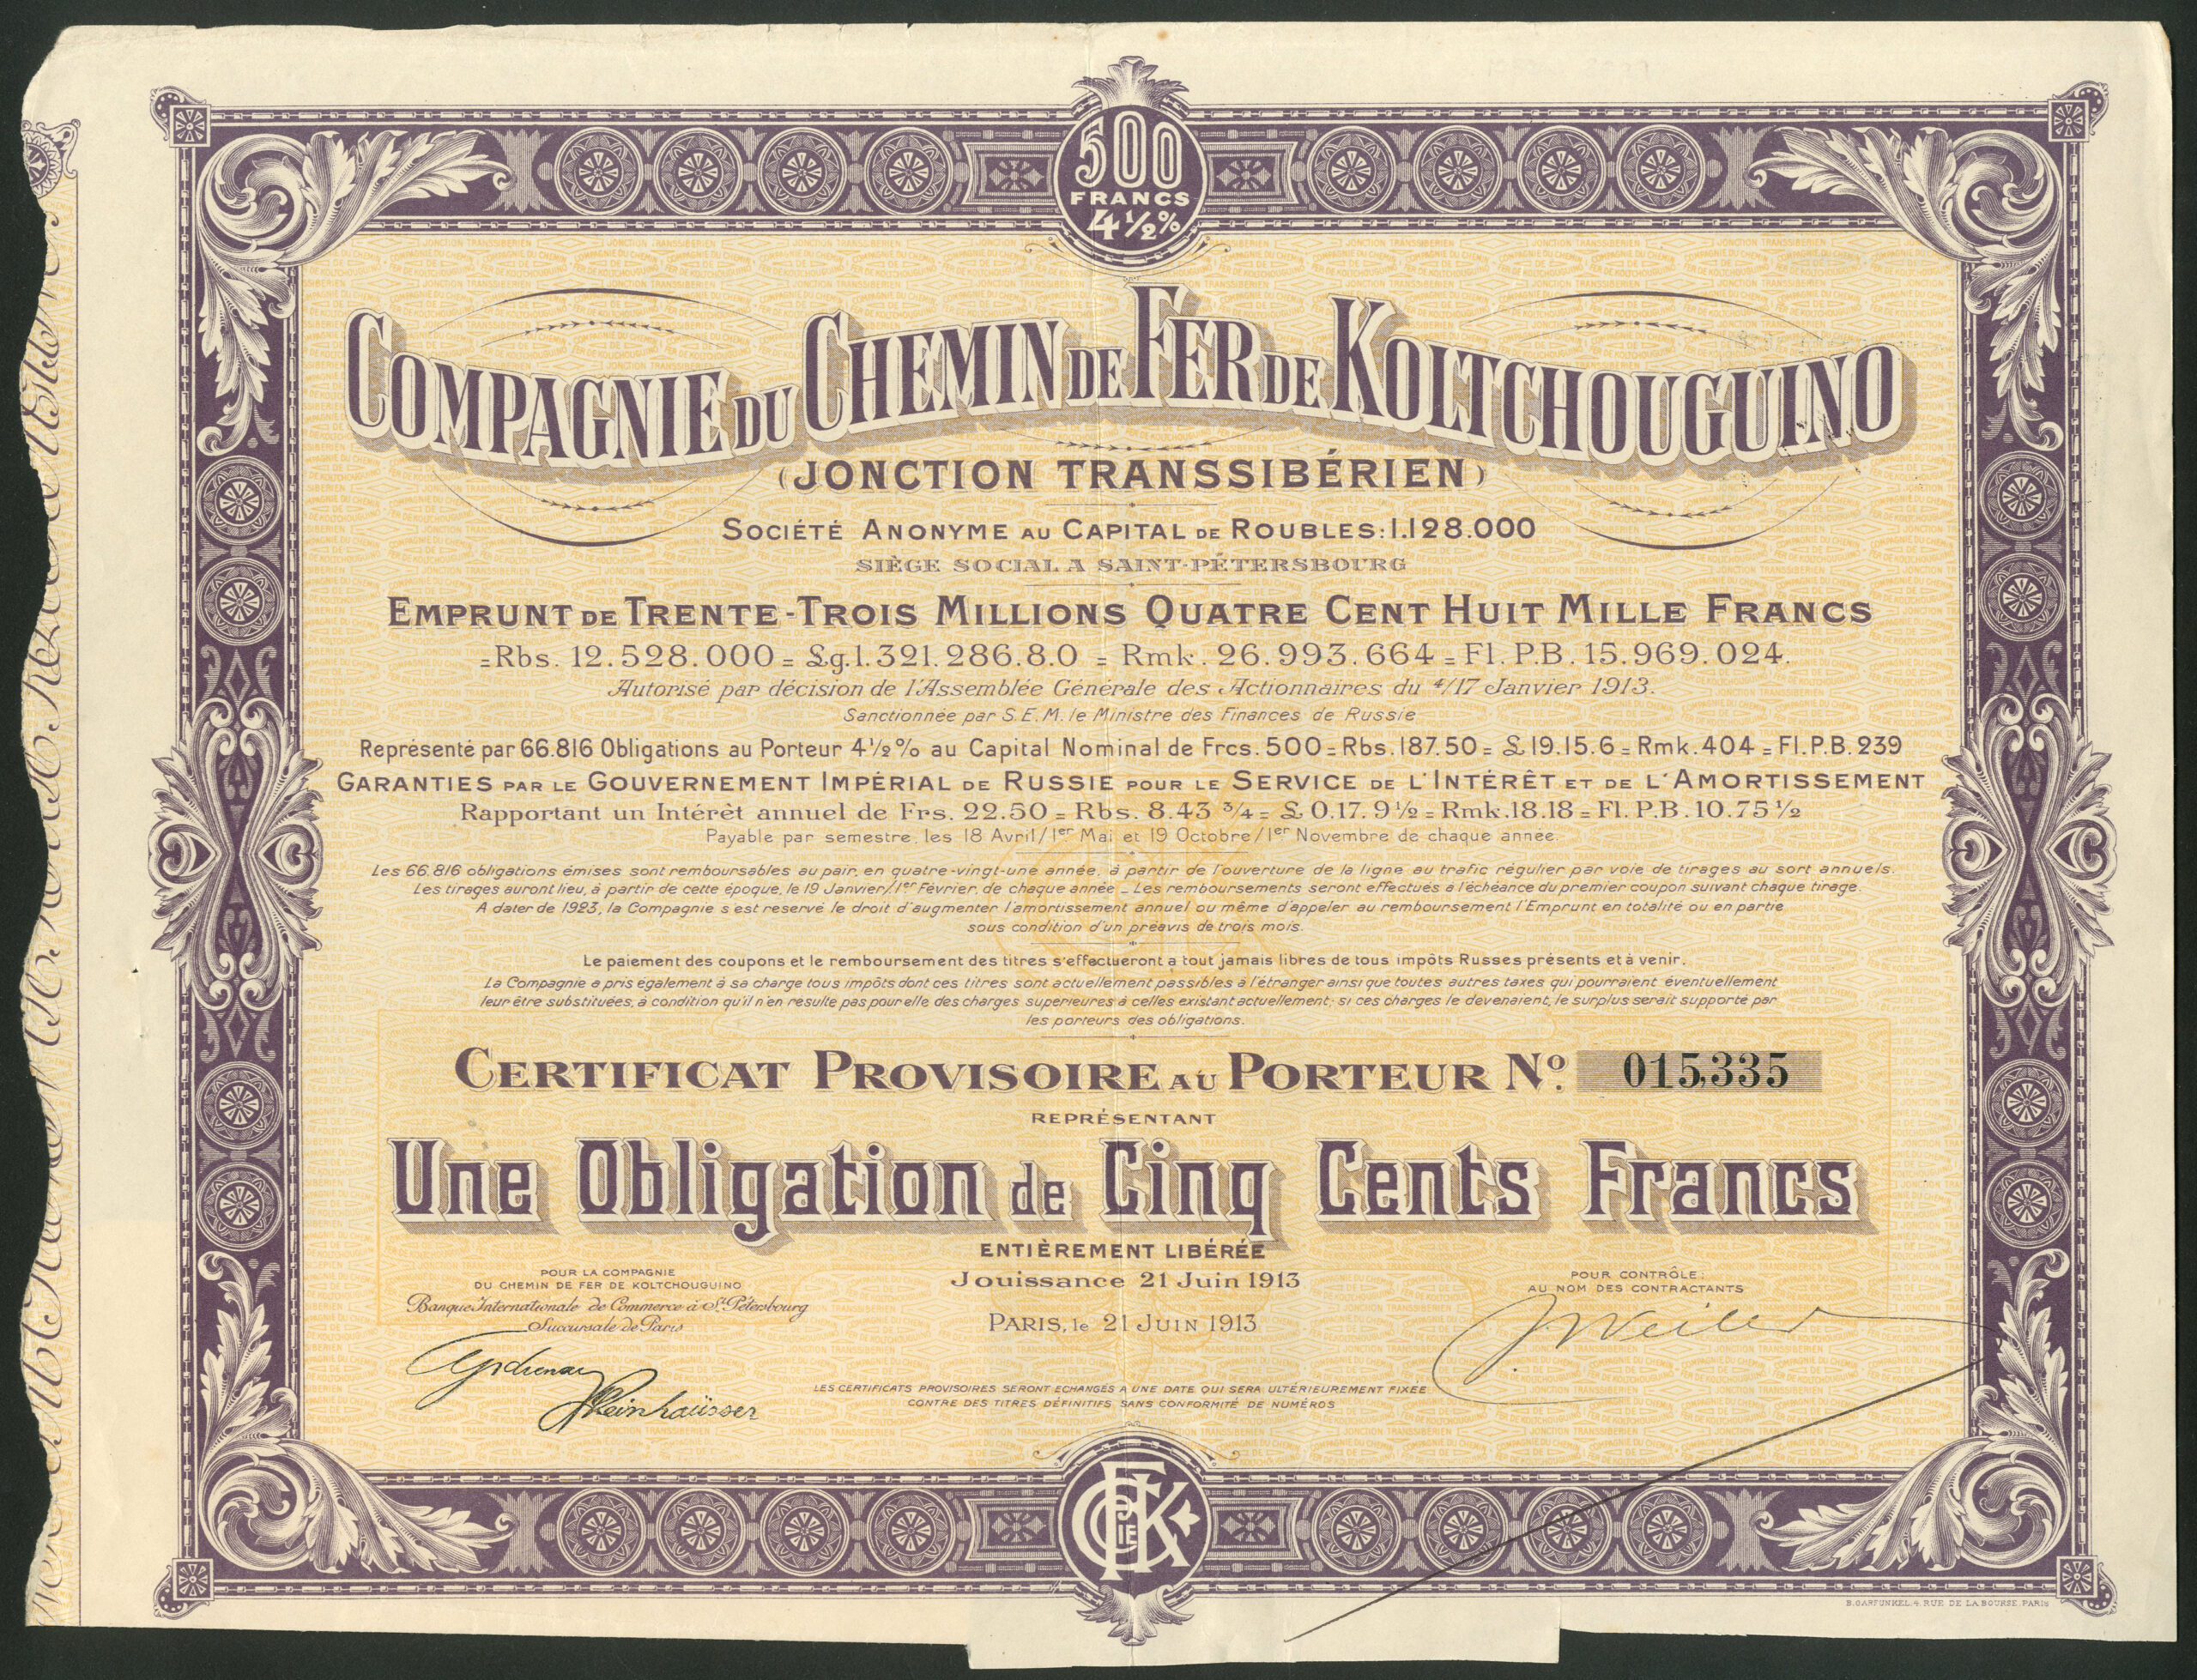 500
FRANCS
4 1/2 %
COMPAGNIE DU CHEMIN DE FER DE KOLTCHOUGUINO
(JONCTION TRANSSIBÉRIEN)
SOCIÉTÉ ANONYME AU CAPITAL DE ROUBLES: 1.128.000
SIÈGE SOCIAL A SAINT-PÉTERSBOURG
EMPRUNT DE TRENTE-TROIS MILLIONS QUATRE CENT HUIT MILLE FRANCS
=Rbs. 12.528.000 = £g. 1.321.286.8.0 = Rmk. 26.993.664 = Fl. P.B. 15.969.024.
Autorisé par décision de l'Assemblée Générale des Actionnaires du 4/17 Janvier 1913.
Sanctionnée par S.E.M. le Ministre des Finances de Russie
Représenté par 66.816 Obligations au Porteur 4 1/2 % au Capital Nominal de Frcs. 500 = Rbs. 187.50 = £ 19.15.6 = Rmk. 404 = Fl. P.B. 239
GARANTIES PAR LE GOUVERNEMENT IMPÉRIAL DE RUSSIE POUR LE SERVICE DE L'INTÉRÊT ET DE L'AMORTISSEMENT
Rapportant un Intérêt annuel de Frs. 22.50 = Rbs. 8.43 3/4 = £ 0.17.9 1/2 = Rmk. 18.18 = Fl. P.B. 10.75 1/2
Payable par semestre, les 18 Avril/1er Mai et 19 Octobre/1er Novembre de chaque année.
Les 66.816 obligations émises sont remboursables au pair, en quatre-vingt-une année, à partir de l'ouverture de la ligne au trafic régulier par voie de tirages au sort annuels.
Les tirages auront lieu, à partir de cette époque, le 19 Janvier/1er Février, de chaque année _ Les remboursements seront effectués à l'échéance du premier coupon suivant chaque tirage.
A dater de 1923, la Compagnie s'est reservé le droit d'augmenter l'amortissement annuel ou même d'appeler au remboursement l'Emprunt en totalité ou en partie
sous condition d'un préavis de trois mois.
Le paiement des coupons et le remboursement des titres s'effectueront a tout jamais libres de tous impôts Russes présents et à venir.
La Compagnie a pris également à sa charge tous impôts dont ces titres sont actuellement passibles à l'étranger ainsi que toutes autres taxes qui pourraient éventuellement
leur être substituées, à condition qu'il n'en résulte pas pour elle des charges supérieures à celles existant actuellement; si ces charges le devenaient, le surplus serait supporté par
les porteurs des obligations.
CERTIFICAT PROVISOIRE AU PORTEUR No. 015,335
REPRÉSENTANT
Une Obligation de Cinq Cents Francs
ENTIÈREMENT LIBÉRÉE
Jouissance 21 Juin 1913
PARIS, le 21 JUIN 1913
POUR LA COMPAGNIE
DU CHEMIN DE FER DE KOLTCHOUGUINO
Banque Internationale de Commerce à St. Pétersbourg
Succursale de Paris
POUR CONTRÔLE:
AU NOM DES CONTRACTANTS
LES CERTIFICATS PROVISOIRES SERONT ECHANGÉS A UNE DATE QUI SERA ULTÉRIEUREMENT FIXÉE
CONTRE DES TITRES DÉFINITIFS SANS CONFORMITÉ DE NUMÉROS
B. GARFUNKEL. 4, RUE DE LA BOURSE. PARIS